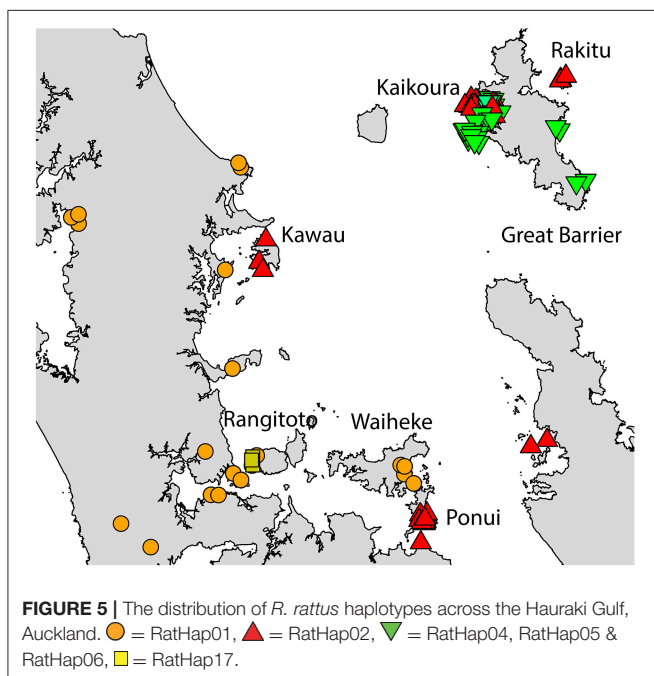 Rakitu
Kaikoura
Kawau
Great Barrier
Rangitoto
Waiheke
Ponui
FIGURE 5 | The distribution of R. rattus haplotypes across the Hauraki Gulf,
Auckland. = RatHap01, = RatHap02, = RatHap04, RatHap05 &
RatHap06, = RatHap17.